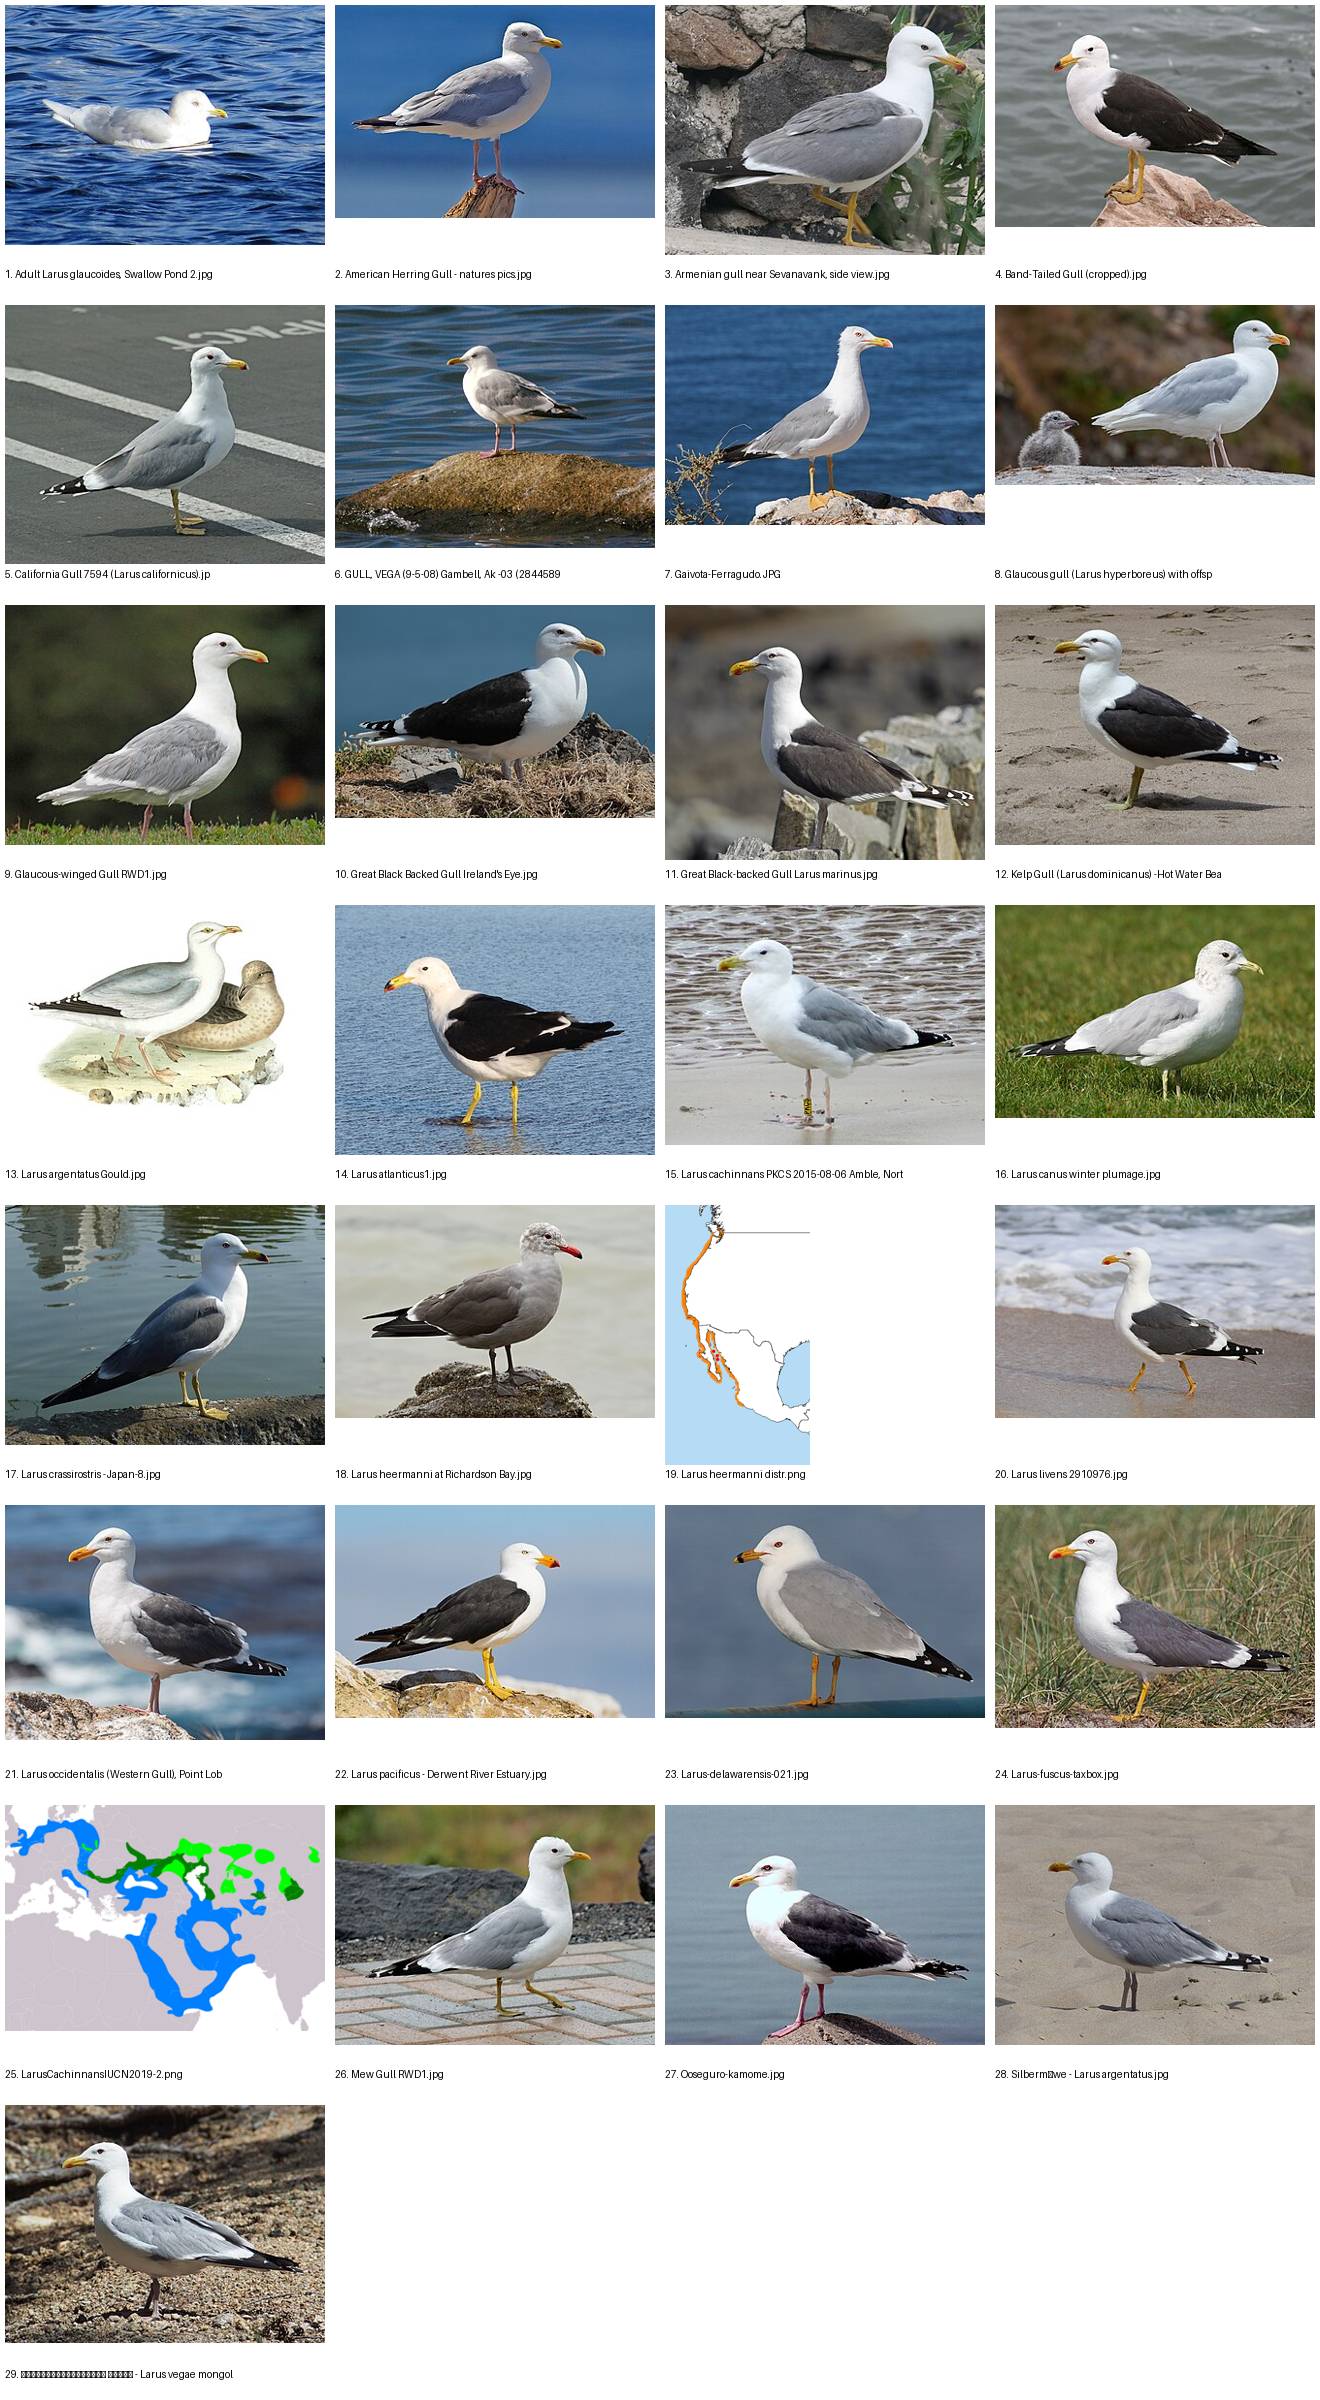 1. Adult Larus glaucoides, Swallow Pond 2.jpg
2. American Herring Gull - natures pics.jpg
3. Armenian gull near Sevanavank, side view.jpg
4. Band-Tailed Gull (cropped).jpg
5. California Gull 7594 (Larus californicus).jp
6. GULL, VEGA (9-5-08) Gambell, Ak -03 (2844589
7. Gaivota-Ferragudo.JPG
8. Glaucous gull (Larus hyperboreus) with offsp
9. Glaucous-winged Gull RWD1.jpg
10. Great Black Backed Gull Ireland's Eye.jpg
11. Great Black-backed Gull Larus marinus.jpg
12. Kelp Gull (Larus dominicanus) -Hot Water Bea
13. Larus argentatus Gould.jpg
14. Larus atlanticus1.jpg
15. Larus cachinnans PKCS 2015-08-06 Amble, Nort
16. Larus canus winter plumage.jpg
17. Larus crassirostris -Japan-8.jpg
18. Larus heermanni at Richardson Bay.jpg
19. Larus heermanni distr.png
20. Larus livens 2910976.jpg
21. Larus occidentalis (Western Gull), Point Lob
22. Larus pacificus - Derwent River Estuary.jpg
23. Larus-delawarensis-021.jpg
24. Larus-fuscus-taxbox.jpg
25. LarusCachinnansIUCN2019-2.png
26. Mew Gull RWD1.jpg
27. Ooseguro-kamome.jpg
28. - Larus argentatus.jpg
29. - Larus vegae mongol